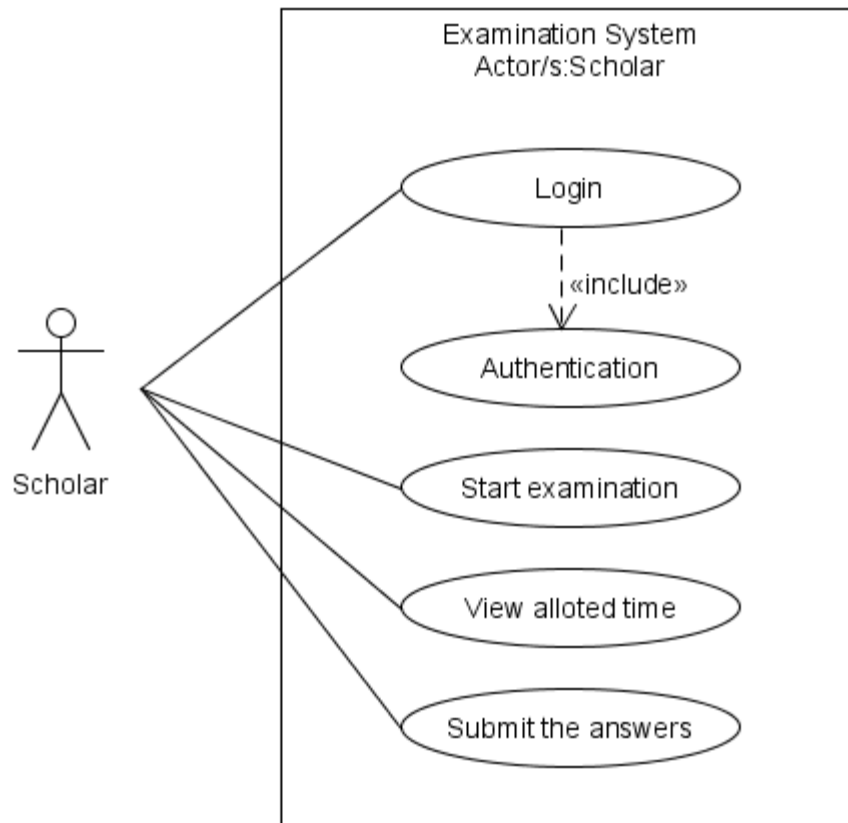 Examination System
Actor/s:Scholar
Login
«include»
Authentication
Scholar
Start examination
View alloted time
Submit the answers